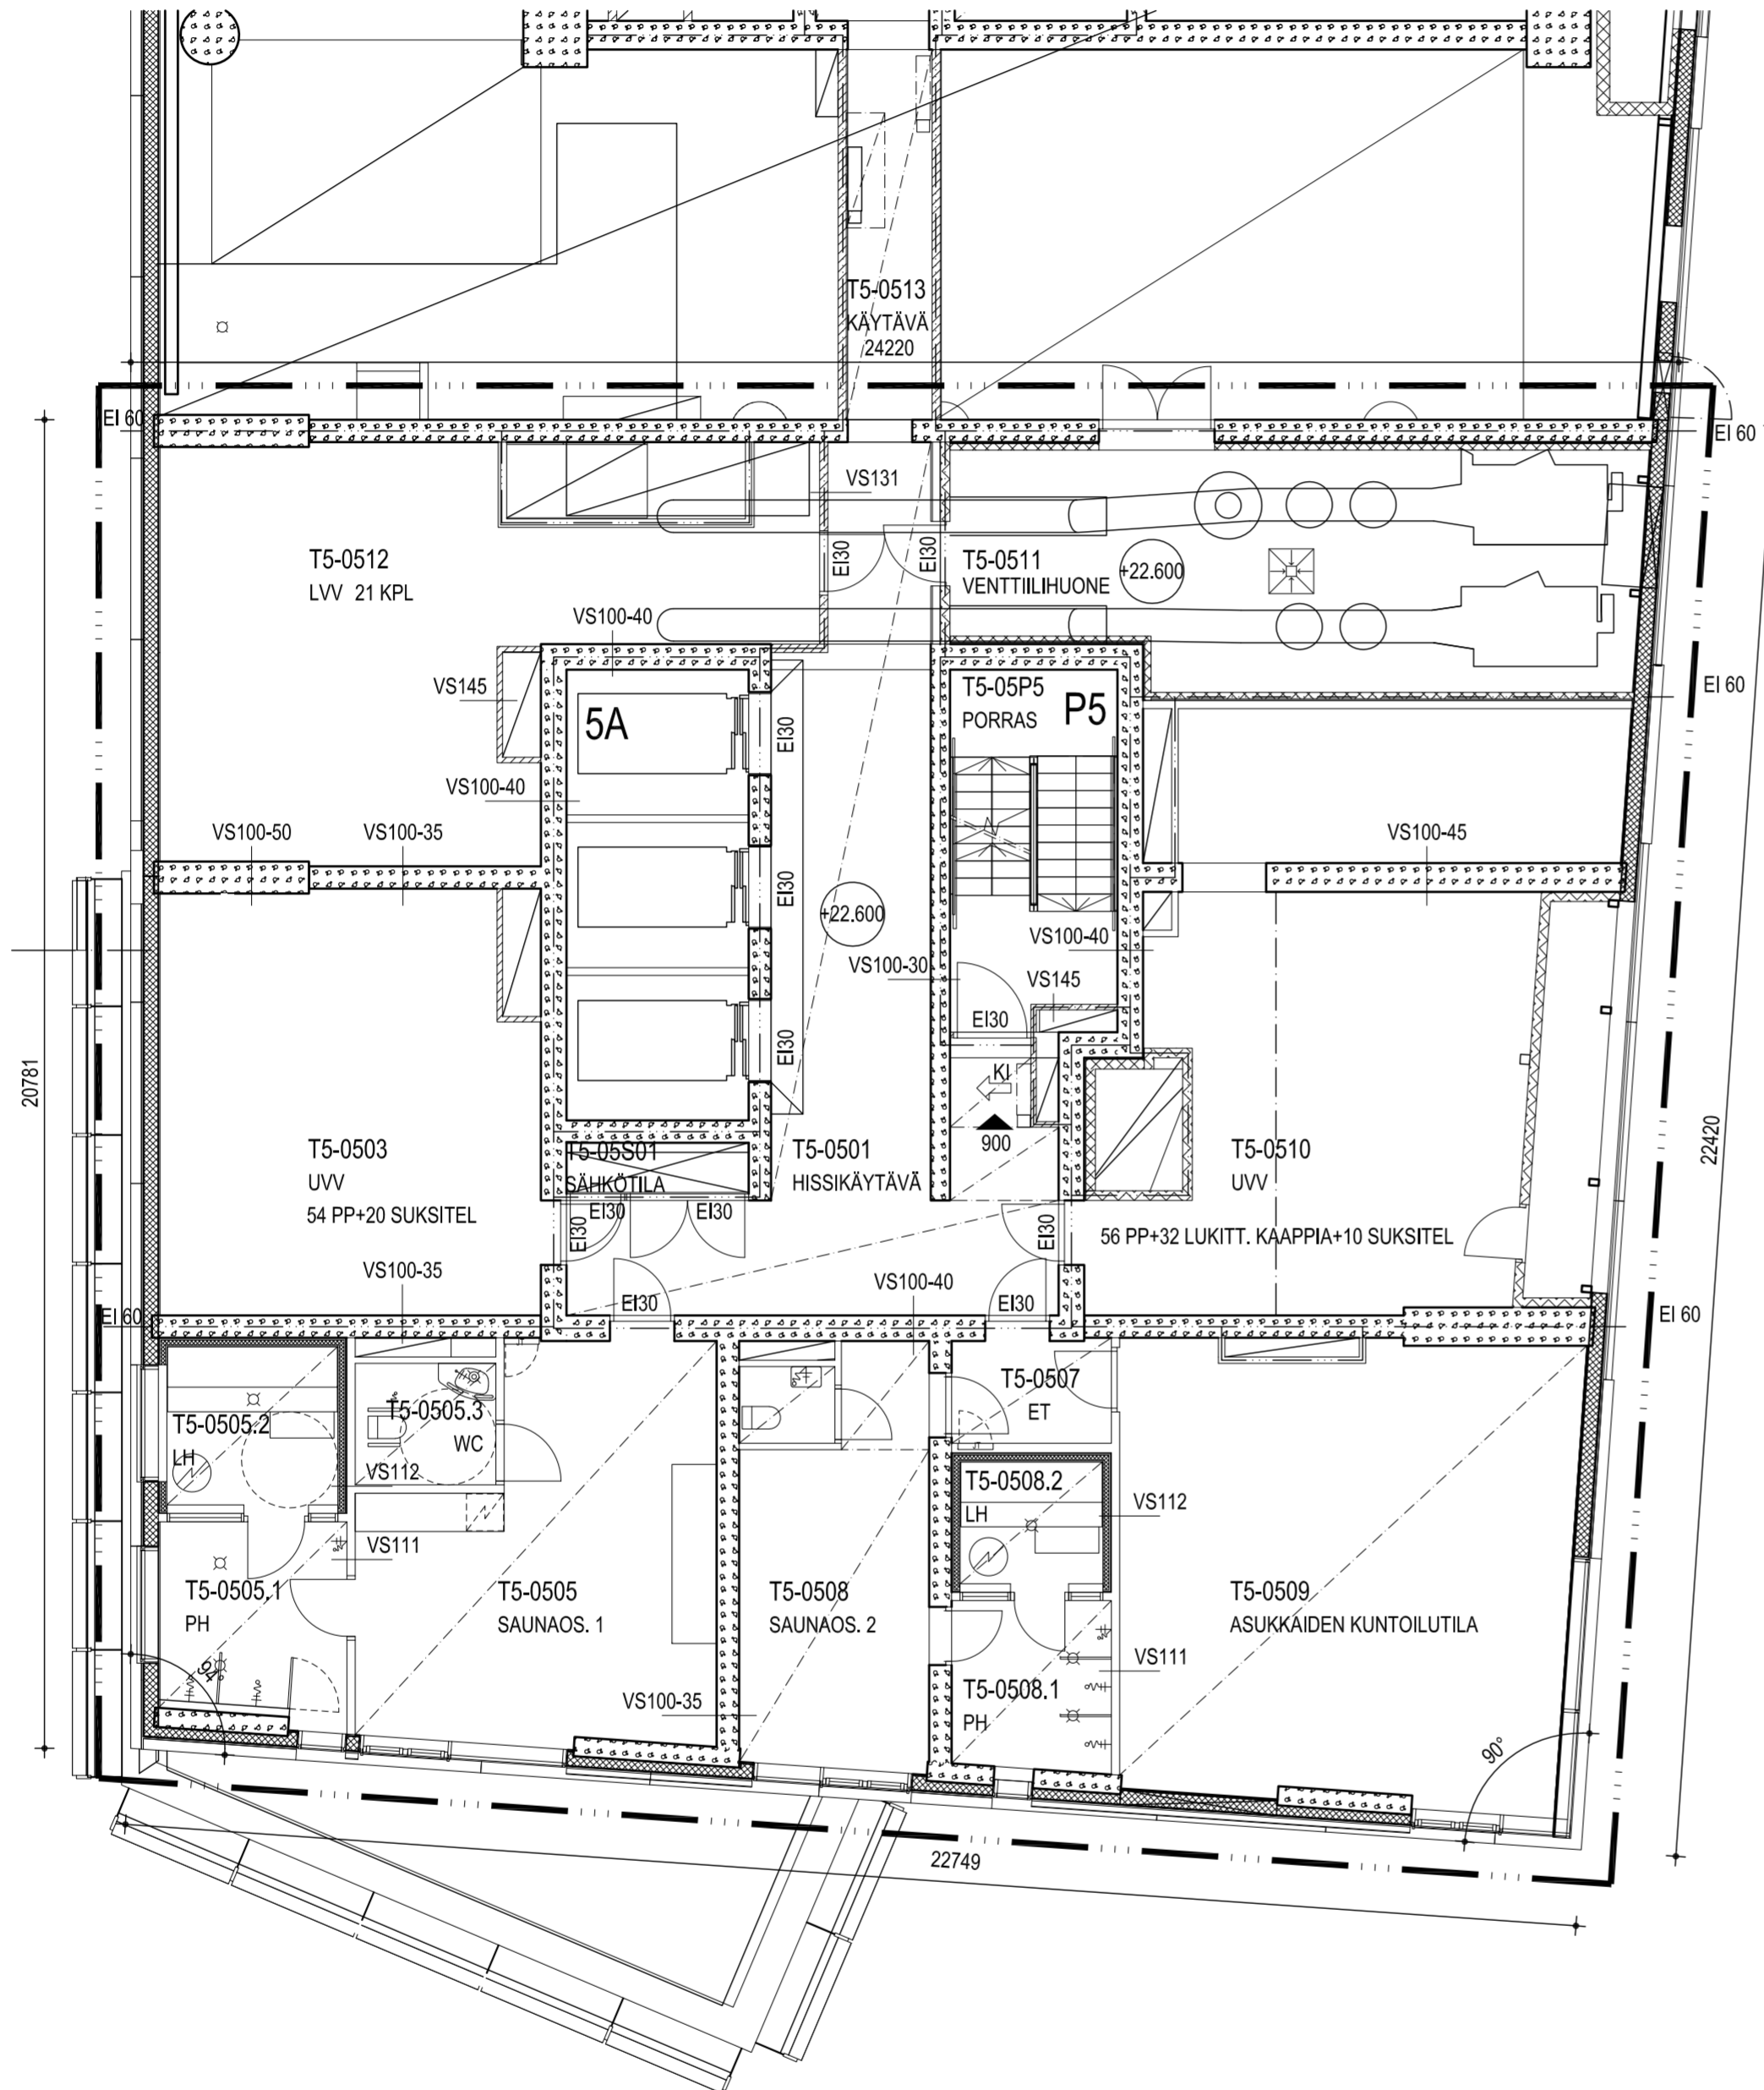 T5-0513
KÄYTÄVÄ
24220
EI 60
EI 60
VS131
T5-0512
LVV 21 KPL
EI30
EI30
T5-0511
VENTTIILIHUONE
+22.600
VS100-40
VS145
T5-05P5
PORRAS
P5
EI 60
5A
EI30
VS100-40
VS100-50
VS100-35
VS100-45
EI30
+22.600
VS100-40
VS100-30
VS145
EI30
EI30
KI
900
20781
22420
T5-0503
UVV
54 PP+20 SUKSITEL
T5-05S01
SÄHKÖTILA
T5-0501
HISSIKÄYTÄVÄ
T5-0510
UVV
56 PP+32 LUKITT. KAAPPIA+10 SUKSITEL
EI30
EI30
EI30
EI30
VS100-35
VS100-40
EI30
EI30
EI 60
EI 60
T5-0505.2
LH
T5-0505.3
WC
T5-0507
ET
VS112
T5-0508.2
LH
VS112
VS111
T5-0505.1
PH
T5-0505
SAUNAOS. 1
T5-0508
SAUNAOS. 2
T5-0509
ASUKKAIDEN KUNTOILUTILA
VS111
T5-0508.1
PH
94°
VS100-35
90°
22749